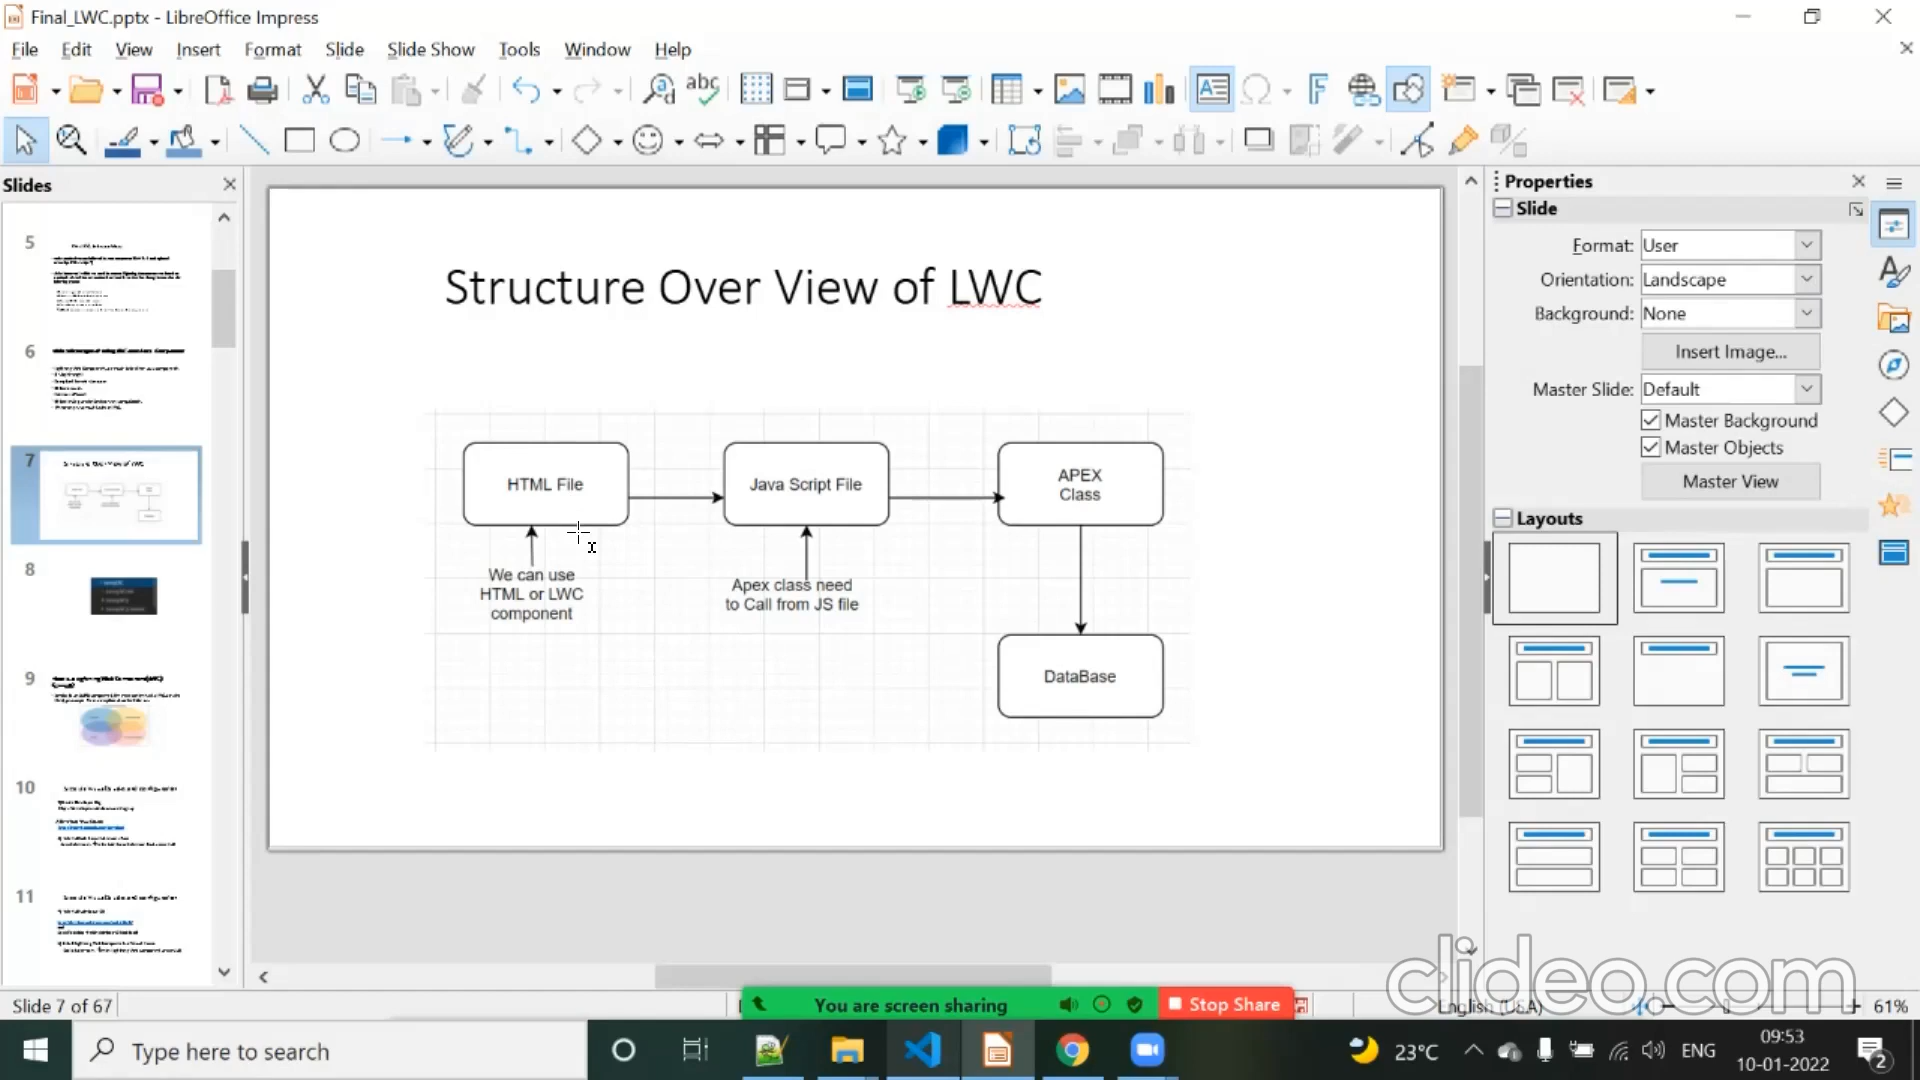 Final_LWC.pptx - LibreOffice Impress
File Edit View Insert Format Slide Slide Show Tools Window Help
Slides
5
6
7
8
9
10
11
Structure Over View of LWC
HTML File
Java Script File
APEX
Class
We can use
HTML or LWC
component
Apex class need
to Call from JS file
DataBase
Properties
Slide
Format: User
Orientation: Landscape
Background: None
Insert Image...
Master Slide: Default
Master Background
Master Objects
Master View
Layouts
clideo.com
Slide 7 of 67
You are screen sharing
Stop Share
English (USA)
61%
Type here to search
23°C
ENG
09:53
10-01-2022
2